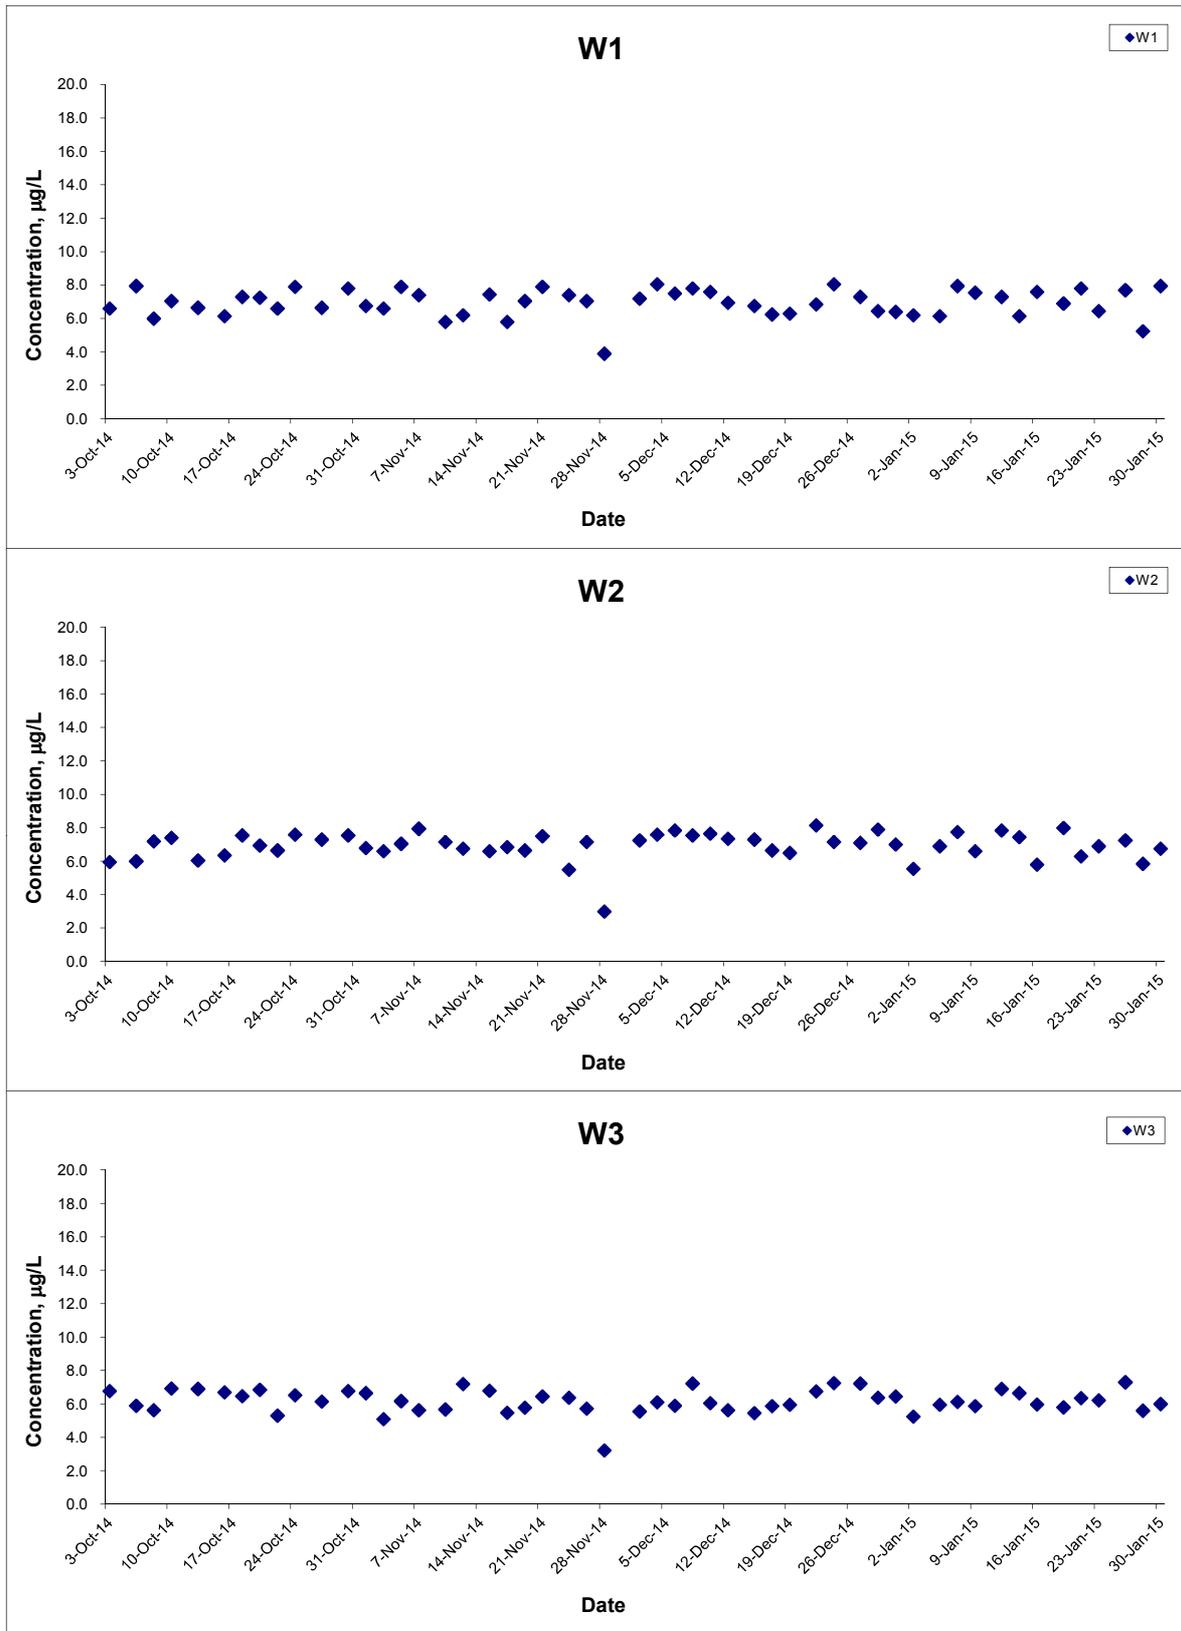 W1
W1
20.0
18.0
16.0
14.0
12.0
10.0
8.0
6.0
4.0
2.0
0.0
Concentration, µg/L
3-Oct-14
10-Oct-14
17-Oct-14
24-Oct-14
31-Oct-14
7-Nov-14
14-Nov-14
21-Nov-14
28-Nov-14
5-Dec-14
12-Dec-14
19-Dec-14
26-Dec-14
2-Jan-15
9-Jan-15
16-Jan-15
23-Jan-15
30-Jan-15
Date
W2
W2
20.0
18.0
16.0
14.0
12.0
10.0
8.0
6.0
4.0
2.0
0.0
Concentration, µg/L
3-Oct-14
10-Oct-14
17-Oct-14
24-Oct-14
31-Oct-14
7-Nov-14
14-Nov-14
21-Nov-14
28-Nov-14
5-Dec-14
12-Dec-14
19-Dec-14
26-Dec-14
2-Jan-15
9-Jan-15
16-Jan-15
23-Jan-15
30-Jan-15
Date
W3
W3
20.0
18.0
16.0
14.0
12.0
10.0
8.0
6.0
4.0
2.0
0.0
Concentration, µg/L
3-Oct-14
10-Oct-14
17-Oct-14
24-Oct-14
31-Oct-14
7-Nov-14
14-Nov-14
21-Nov-14
28-Nov-14
5-Dec-14
12-Dec-14
19-Dec-14
26-Dec-14
2-Jan-15
9-Jan-15
16-Jan-15
23-Jan-15
30-Jan-15
Date